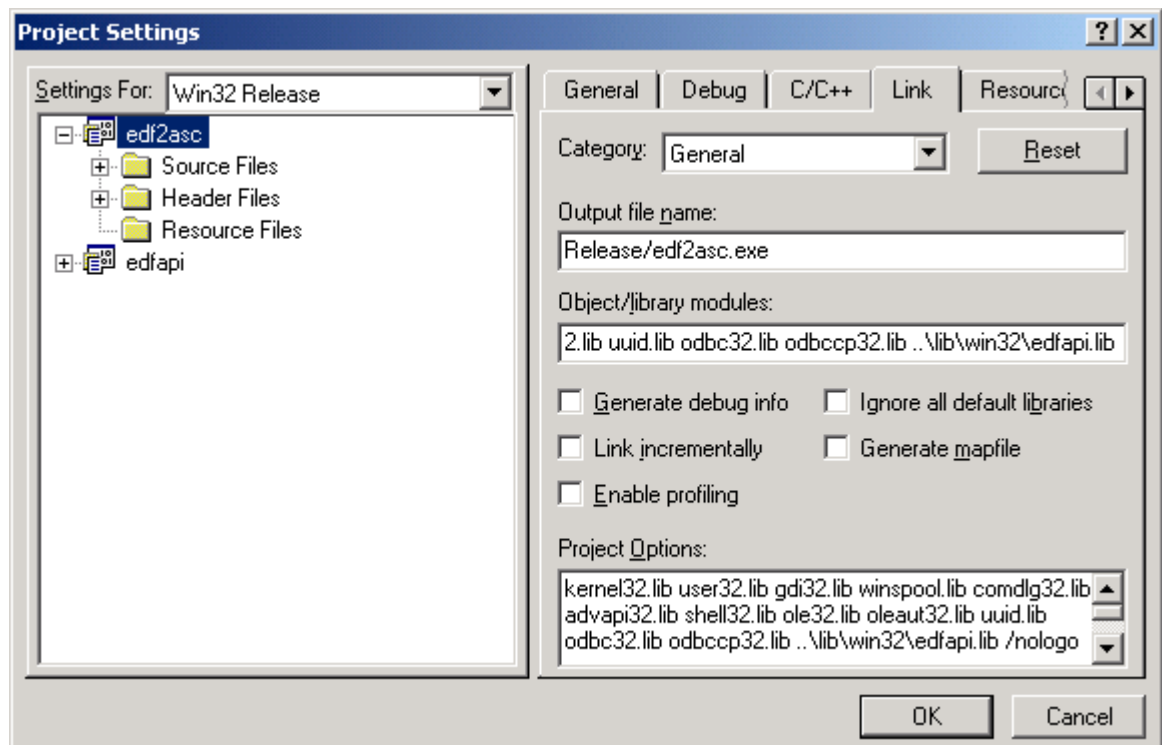 Project Settings
Settings For:
Win32 Release
edf2asc
Source Files
Header Files
Resource Files
edfapi
General
Debug
C/C++
Link
Category:
General
Reset
Output file name:
Release/edf2asc.exe
Object/library modules:
2.lib uuid.lib odbc32.lib odbccp32.lib ..\lib\win32\edfapi.lib
Generate debug info
Ignore all default libraries
Link incrementally
Generate mapfile
Enable profiling
Project Options:
kernel32.lib user32.lib gdi32.lib winspool.lib comdlg32.lib
advapi32.lib shell32.lib ole32.lib oleaut32.lib uuid.lib
odbc32.lib odbccp32.lib ..\lib\win32\edfapi.lib /nologo
OK
Cancel